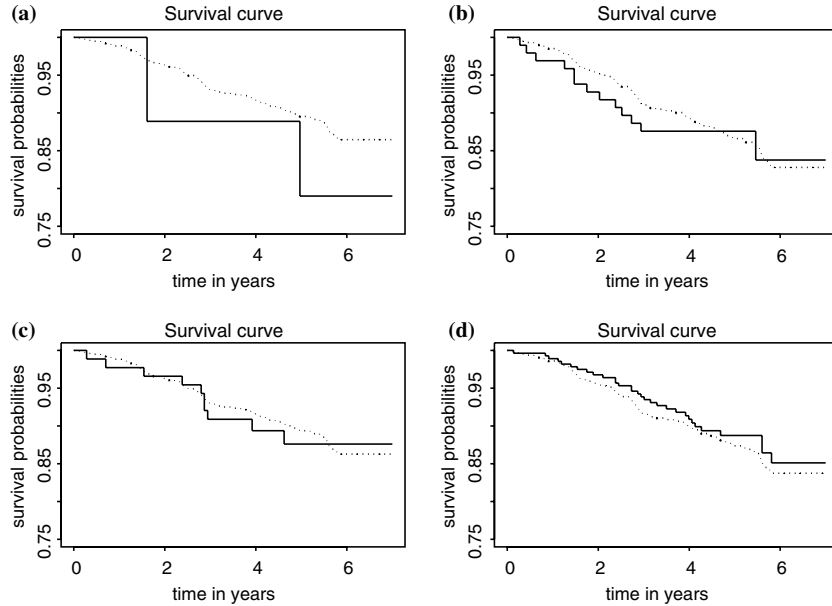 (a)
Survival curve
survival probabilities
0.95
0.85
0.75
0 2 4 6
time in years
(b)
Survival curve
survival probabilities
0.95
0.85
0.75
0 2 4 6
time in years
(c)
Survival curve
survival probabilities
0.95
0.85
0.75
0 2 4 6
time in years
(d)
Survival curve
survival probabilities
0.95
0.85
0.75
0 2 4 6
time in years